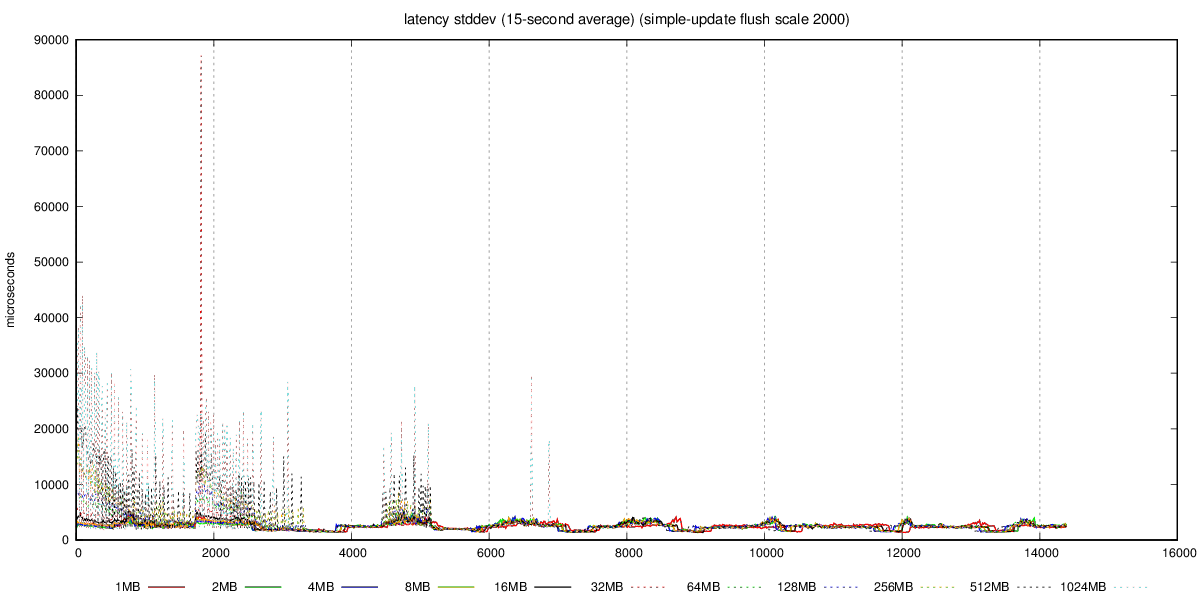 latency stddev (15-second average) (simple-update flush scale 2000)
90000
80000
70000
60000
50000
40000
30000
20000
10000
0
microseconds
0 2000 4000 6000 8000 10000 12000 14000 16000
1MB 2MB 4MB 8MB 16MB 32MB 64MB 128MB 256MB 512MB 1024MB